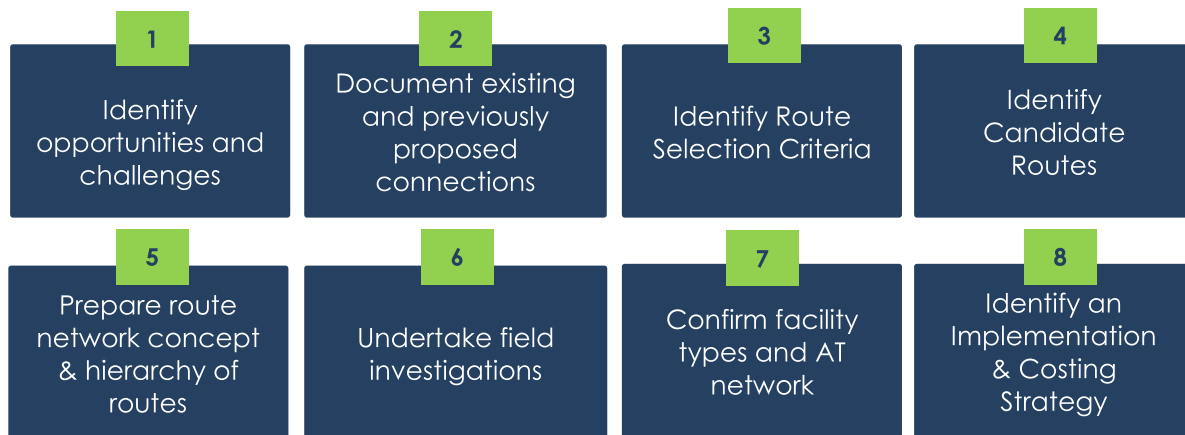 1
Identify
opportunities and
challenges
2
Document existing
and previously
proposed
connections
3
Identify Route
Selection Criteria
4
Identify
Candidate
Routes
5
Prepare route
network concept
& hierarchy of
routes
6
Undertake field
investigations
7
Confirm facility
types and AT
network
8
Identify an
Implementation
& Costing
Strategy